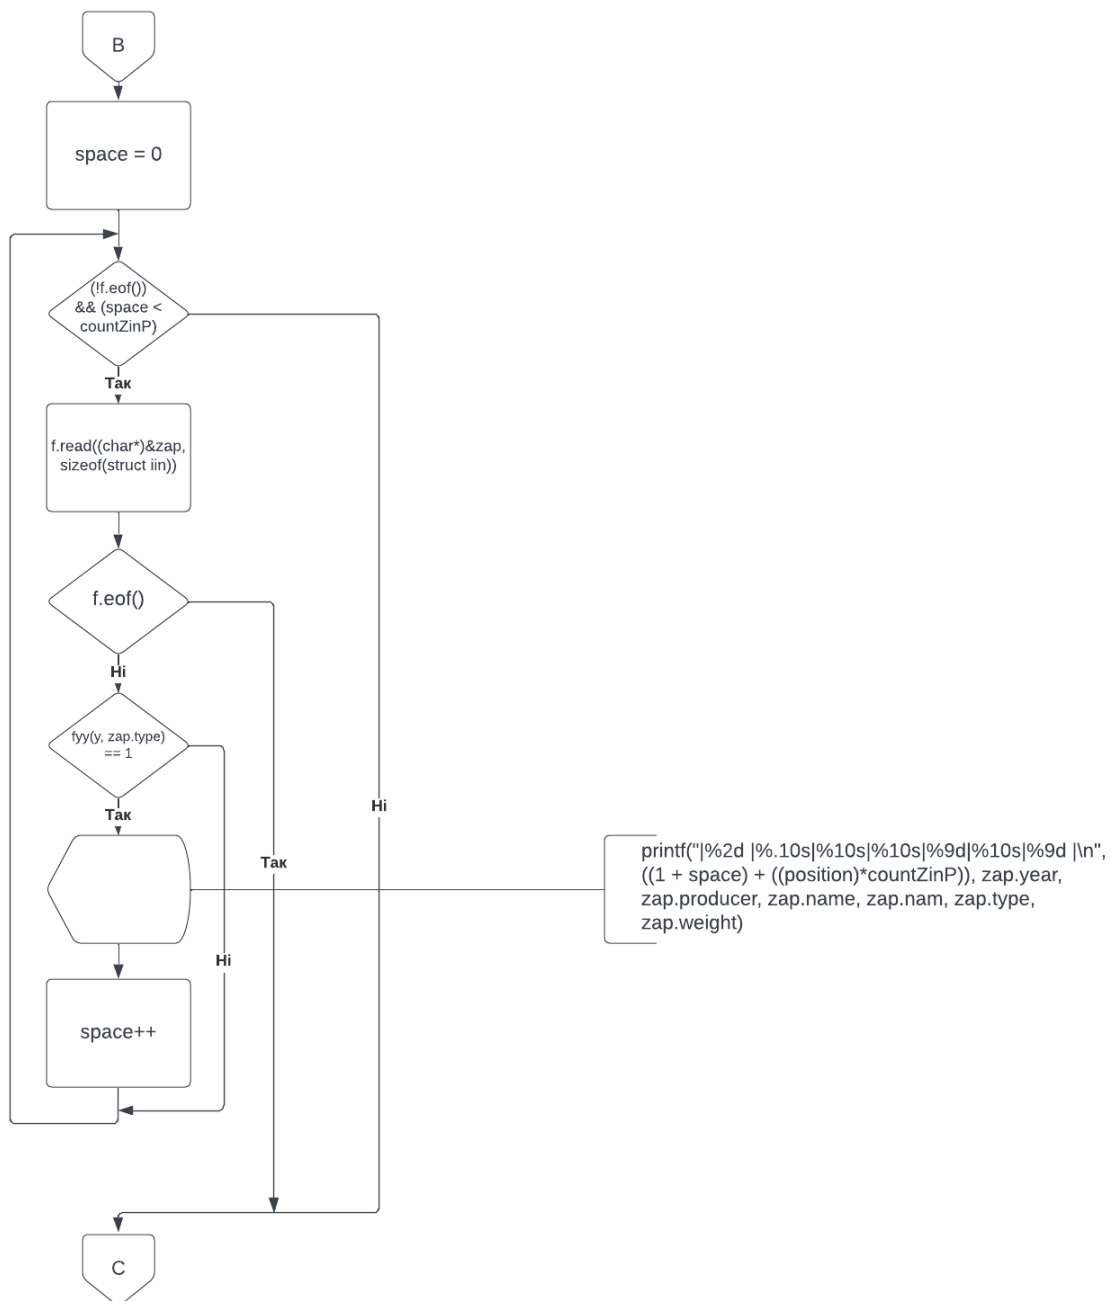 B
space = 0
(!f.eof())
&& (space <
countZinP)
Так
f.read((char*)&zap,
sizeof(struct iin))
f.eof()
Ні
fyy(y, zap.type)
== 1
Ні
Так
Так
printf("|%2d |%.10s|%10s|%10s|%9d|%10s|%9d |\n",
((1 + space) + ((position)*countZinP)), zap.year,
zap.producer, zap.name, zap.nam, zap.type,
zap.weight)
Ні
space++
C